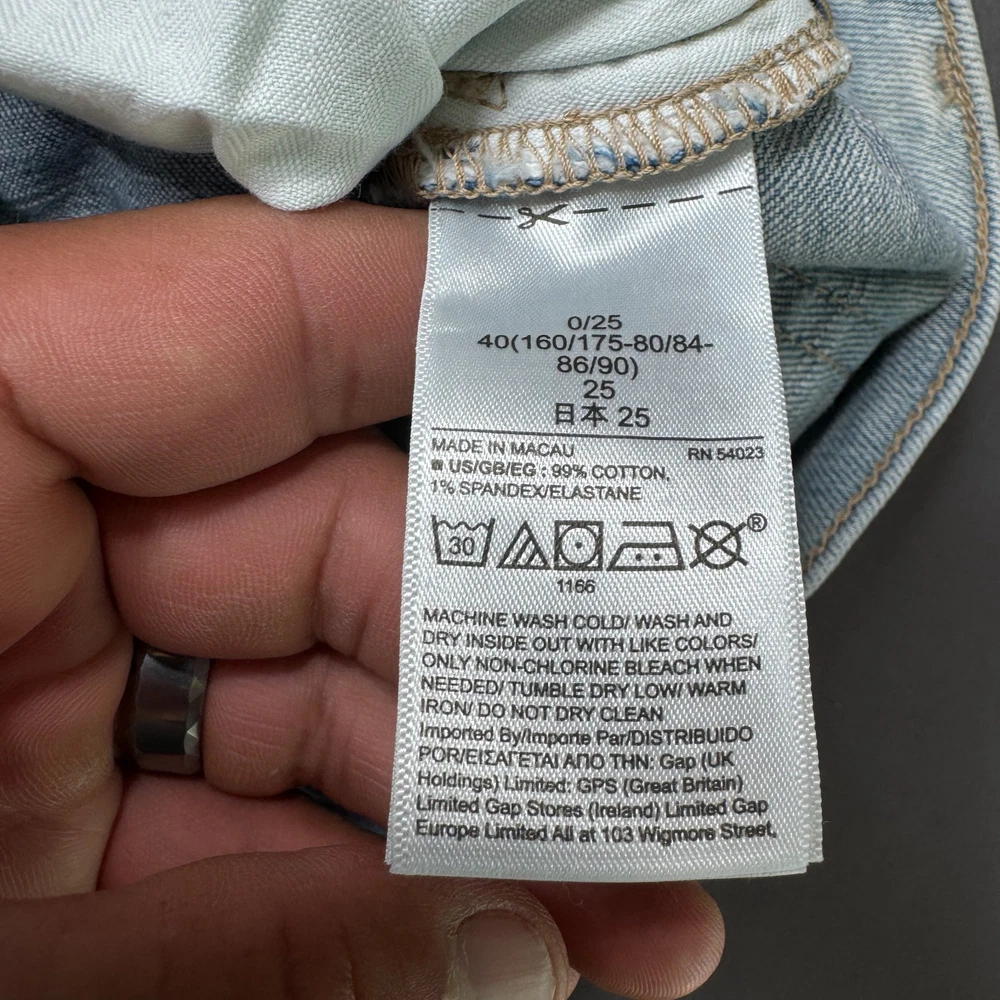 0/25
40(160/175-80/84-
86/90)
25
日本 25
MADE IN MACAU RN 54023
■ US/GB/EG : 99% COTTON,
1% SPANDEX/ELASTANE
30 ®
1166
MACHINE WASH COLD/ WASH AND
DRY INSIDE OUT WITH LIKE COLORS/
ONLY NON-CHLORINE BLEACH WHEN
NEEDED/ TUMBLE DRY LOW/ WARM
IRON/ DO NOT DRY CLEAN
Imported By/Importe Par/DISTRIBUIDO
POR/ΕΙΣΑΓΕΤΑΙ ΑΠΟ ΤΗΝ: Gap (UK
Holdings) Limited: GPS (Great Britain)
Limited Gap Stores (Ireland) Limited Gap
Europe Limited All at 103 Wigmore Street,